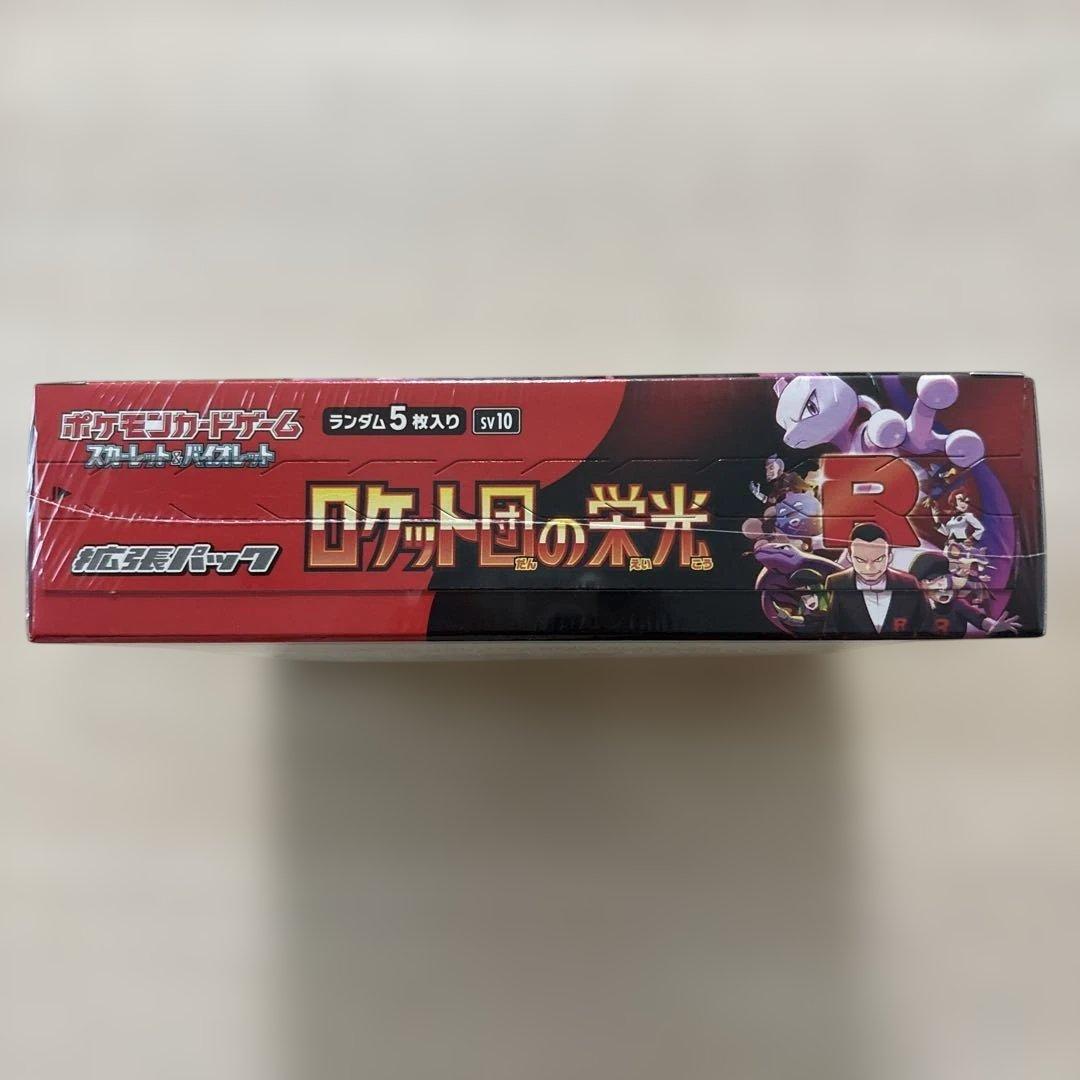 ポケモンカードゲーム
スカーレット&バイオレット
ランダム5枚入り
sv10
拡張パック
ロケット団の栄光
だん えい こう
R
R R